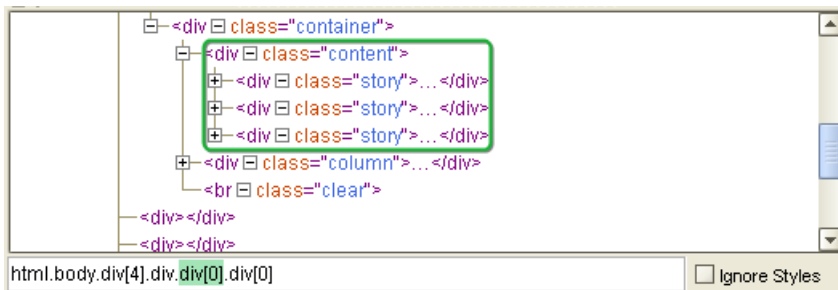 <div class="container">
<div class="content">
<div class="story">...</div>
<div class="story">...</div>
<div class="story">...</div>
<div class="column">...</div>
<br class="clear">
<div></div>
<div></div>
html.body.div[4].div.div[0].div[0]
Ignore Styles